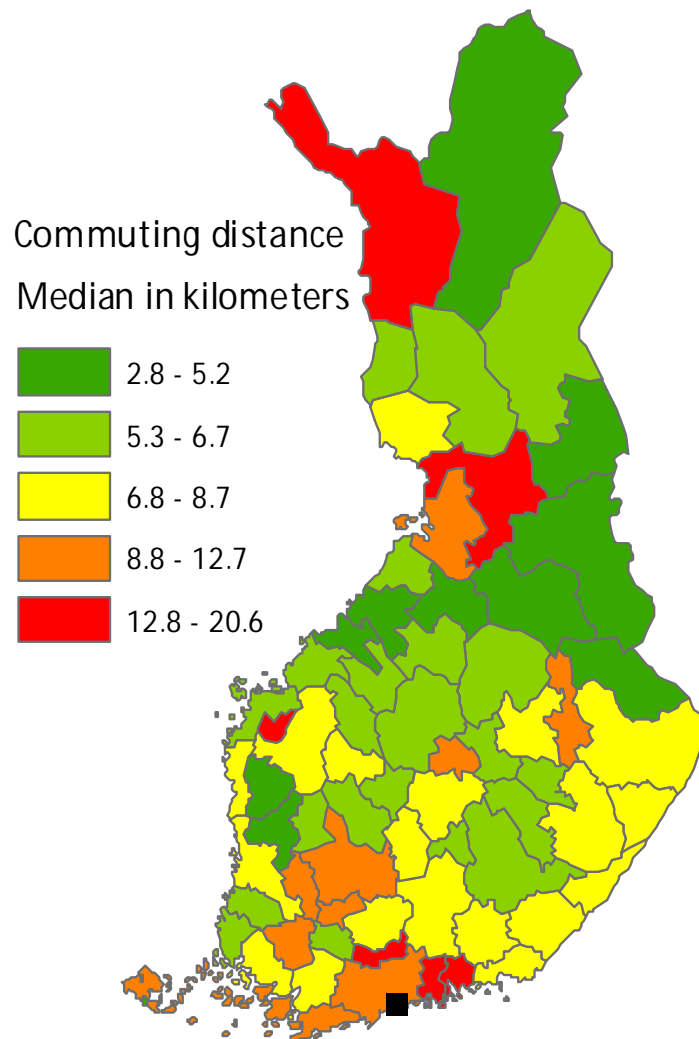 Commuting distance
Median in kilometers
2.8 - 5.2
5.3 - 6.7
6.8 - 8.7
8.8 - 12.7
12.8 - 20.6